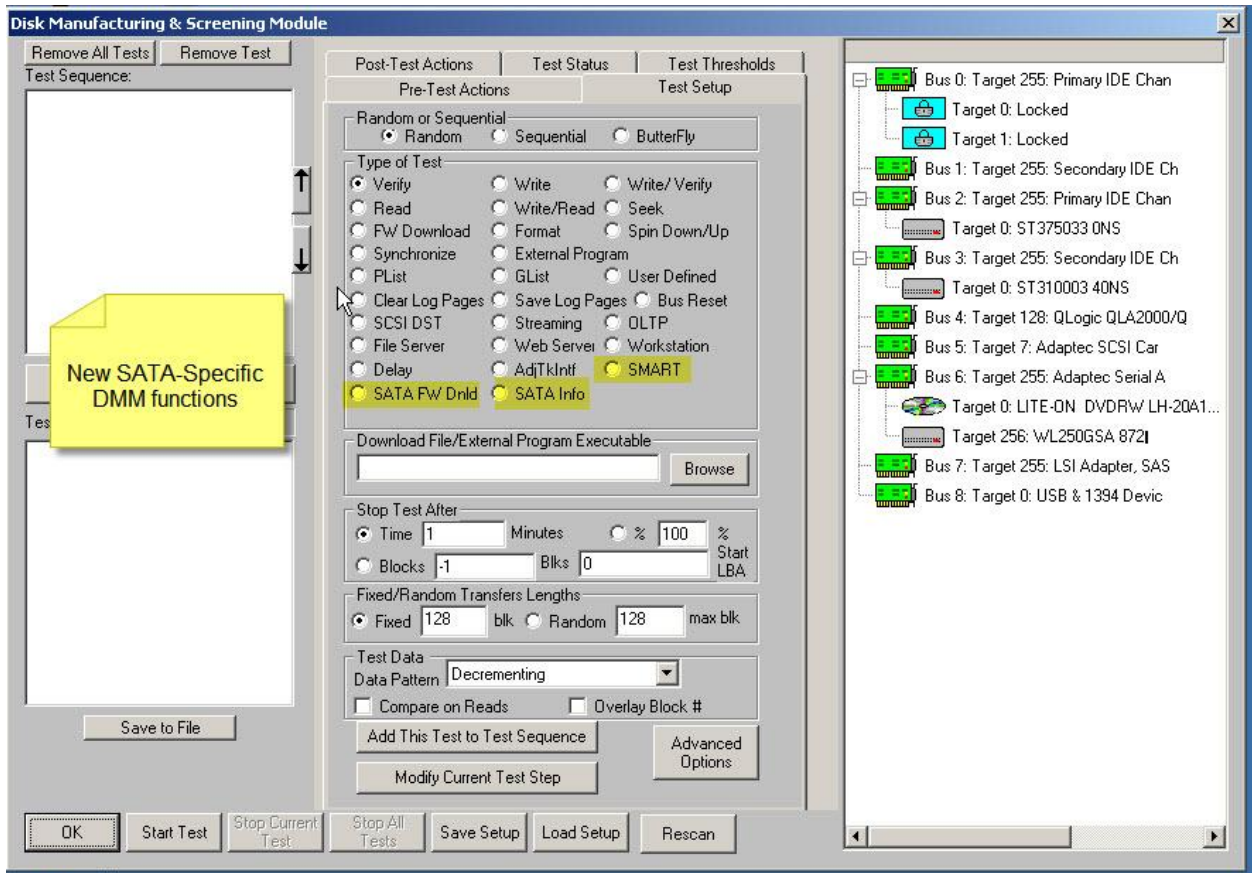 Disk Manufacturing & Screening Module
Remove All Tests Remove Test
Test Sequence:
New SATA-Specific
DMM functions
Tes
Save to File
Post-Test Actions Test Status Test Thresholds
Pre-Test Actions Test Setup
Random or Sequential
Random Sequential ButterFly
Type of Test
Verify Write Write/ Verify
Read Write/Read Seek
FW Download Format Spin Down/Up
Synchronize External Program
PList GList User Defined
Clear Log Pages Save Log Pages Bus Reset
SCSI DST Streaming OLTP
File Server Web Server Workstation
Delay AdjTkIntf SMART
SATA FW Dnld SATA Info
Download File/External Program Executable
Browse
Stop Test After
Time 1 Minutes % 100 %
Blocks -1 Blks 0 Start
LBA
Fixed/Random Transfers Lengths
Fixed 128 blk Random 128 max blk
Test Data
Data Pattern Decrementing
Compare on Reads Overlay Block #
Add This Test to Test Sequence
Modify Current Test Step
Advanced
Options
Bus 0: Target 255: Primary IDE Chan
Target 0: Locked
Target 1: Locked
Bus 1: Target 255: Secondary IDE Ch
Bus 2: Target 255: Primary IDE Chan
Target 0: ST375033 0NS
Bus 3: Target 255: Secondary IDE Ch
Target 0: ST310003 40NS
Bus 4: Target 128: QLogic QLA2000/Q
Bus 5: Target 7: Adaptec SCSI Car
Bus 6: Target 255: Adaptec Serial A
Target 0: LITE-ON DVDRW LH-20A1...
Target 256: WL250GSA 872
Bus 7: Target 255: LSI Adapter, SAS
Bus 8: Target 0: USB & 1394 Devic
OK Start Test Stop Current
Test Stop All
Tests Save Setup Load Setup Rescan